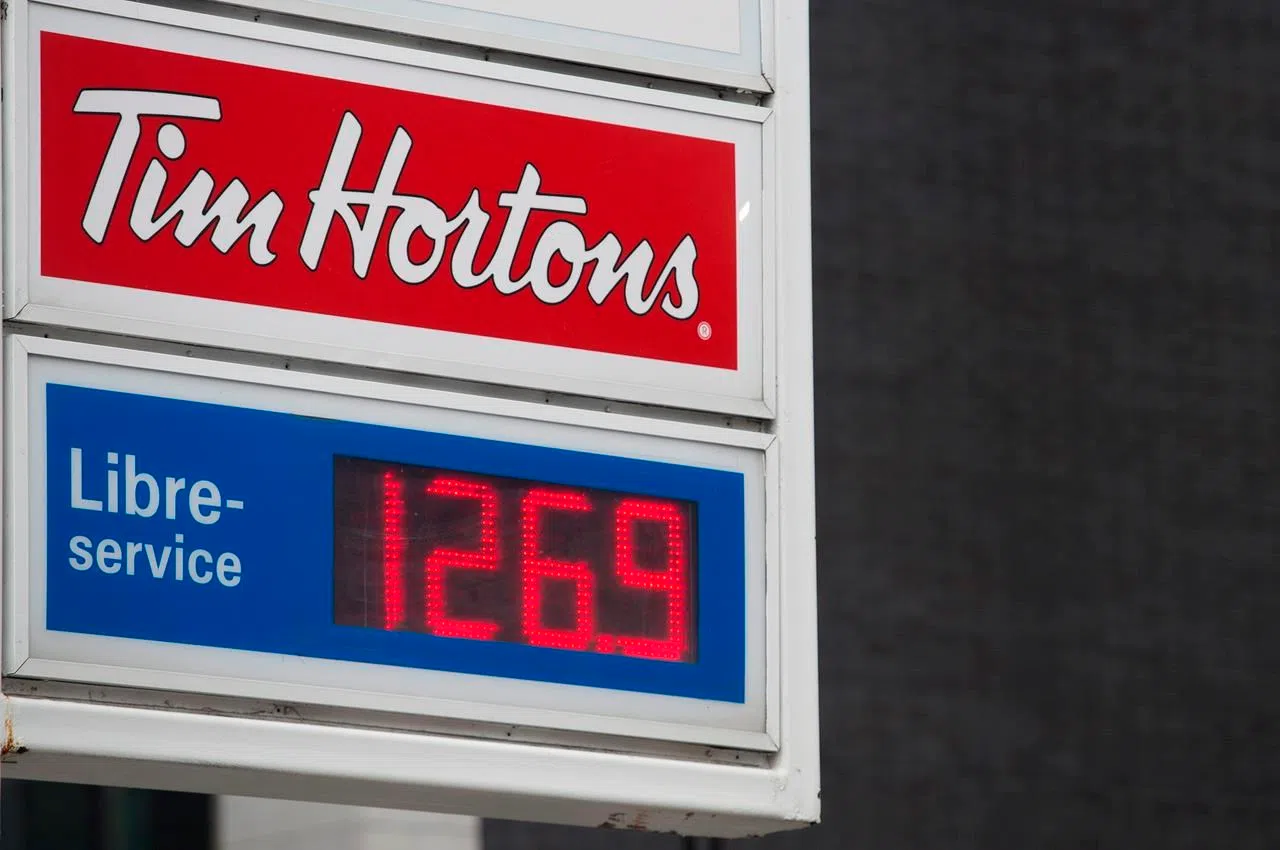 Tim Hortons®
Libre-
service
126.9